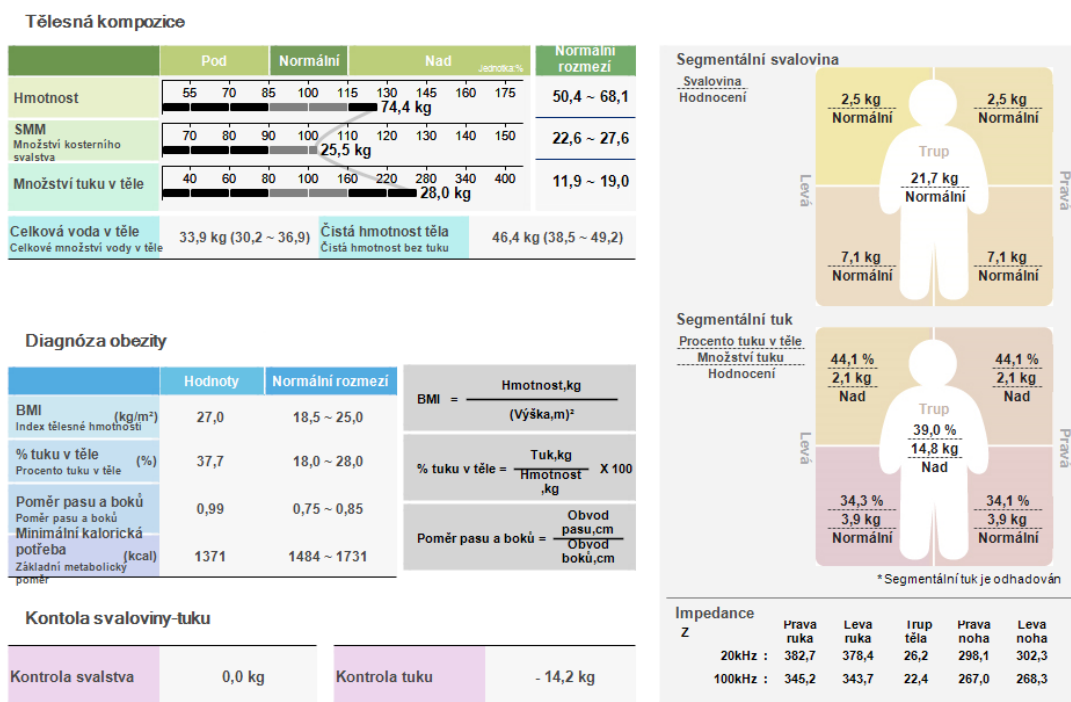 Tělesná kompozice
Pod Normální Nad Jednotka:% Normální rozmezí
Hmotnost 55 70 85 100 115 130 145 160 175 50,4 ~ 68,1
74,4 kg
SMM 70 80 90 100 110 120 130 140 150 22,6 ~ 27,6
Množství kosterního
svalstva
25,5 kg
Množství tuku v těle 40 60 80 100 160 220 280 340 400 11,9 ~ 19,0
28,0 kg
Celková voda v těle 33,9 kg (30,2 ~ 36,9) Čistá hmotnost těla 46,4 kg (38,5 ~ 49,2)
Celkové množství vody v těle Čistá hmotnost bez tuku
Diagnóza obezity
Hodnoty Normální rozmezí
BMI (kg/m²) 27,0 18,5 ~ 25,0
Index tělesné hmotnosti
% tuku v těle (%) 37,7 18,0 ~ 28,0
Procento tuku v těle
Poměr pasu a boků 0,99 0,75 ~ 0,85
Poměr pasu a boků
Minimální kalorická
potřeba (kcal) 1371 1484 ~ 1731
Základní metabolický
poměr
BMI = Hmotnost,kg
(Výška,m)²
% tuku v těle = Tuk,kg X 100
Hmotnost
,kg
Poměr pasu a boků = Obvod
pasu,cm
Obvod
boků,cm
Kontola svaloviny-tuku
Kontrola svalstva 0,0 kg Kontrola tuku - 14,2 kg
Segmentální svalovina
Svalovina
Hodnocení
2,5 kg 2,5 kg
Normální Normální
Trup
21,7 kg
Normální
Levá Pravá
7,1 kg 7,1 kg
Normální Normální
Segmentální tuk
Procento tuku v těle
Množství tuku
Hodnocení
44,1 % 44,1 %
2,1 kg 2,1 kg
Nad Nad
Trup
39,0 %
14,8 kg
Nad
Levá Pravá
34,3 % 34,1 %
3,9 kg 3,9 kg
Normální Normální
* Segmentální tuk je odhadován
Impedance
Z Prava ruka Leva ruka Trup těla Prava noha Leva noha
20kHz : 382,7 378,4 26,2 298,1 302,3
100kHz : 345,2 343,7 22,4 267,0 268,3